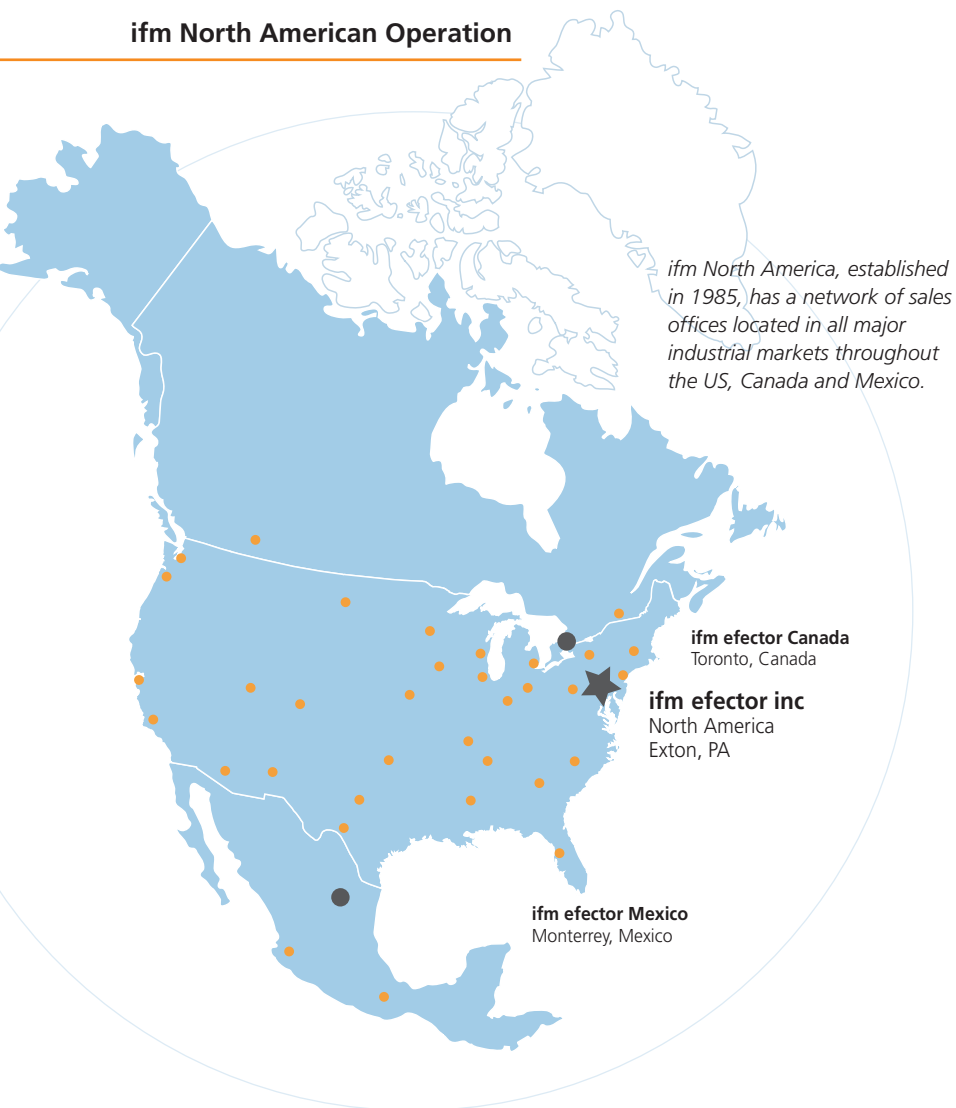 ifm North American Operation
ifm North America, established
in 1985, has a network of sales
offices located in all major
industrial markets throughout
the US, Canada and Mexico.
ifm efector Canada
Toronto, Canada
ifm efector inc
North America
Exton, PA
ifm efector Mexico
Monterrey, Mexico